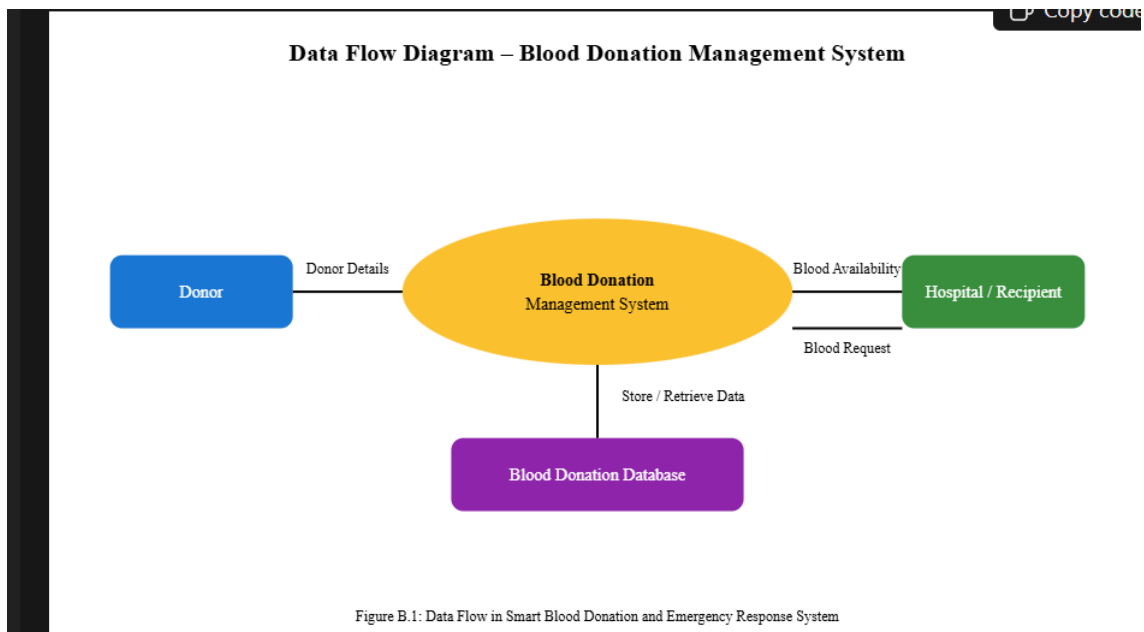 Copy code
Data Flow Diagram – Blood Donation Management System
Donor
Donor Details
Blood Donation
Management System
Blood Availability
Hospital / Recipient
Blood Request
Store / Retrieve Data
Blood Donation Database
Figure B.1: Data Flow in Smart Blood Donation and Emergency Response System